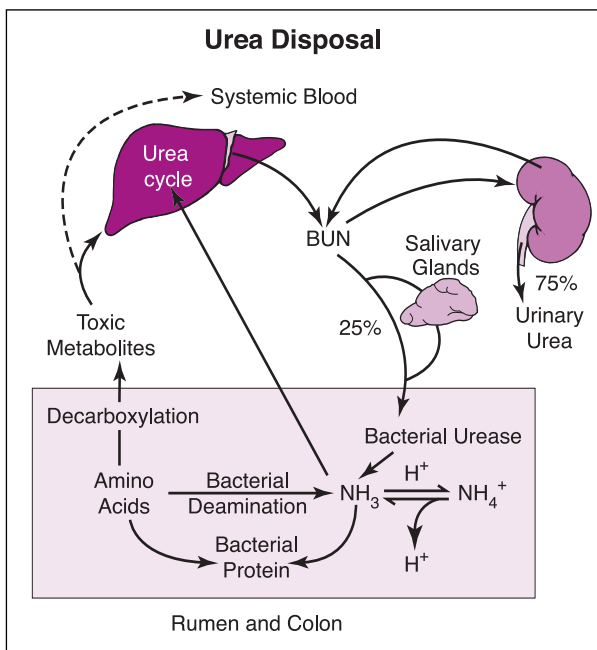 Urea Disposal
Systemic Blood
Urea
cycle
BUN
Salivary
Glands
75%
Urinary
Urea
25%
Toxic
Metabolites
Decarboxylation
Bacterial Urease
Amino
Acids
Bacterial
Deamination
NH₃
H⁺
NH₄⁺
H⁺
Bacterial
Protein
Rumen and Colon